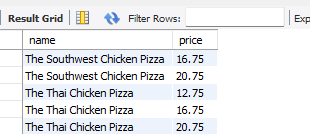 Result Grid Filter Rows: Exp
name price
The Southwest Chicken Pizza 16.75
The Southwest Chicken Pizza 20.75
The Thai Chicken Pizza 12.75
The Thai Chicken Pizza 16.75
The Thai Chicken Pizza 20.75